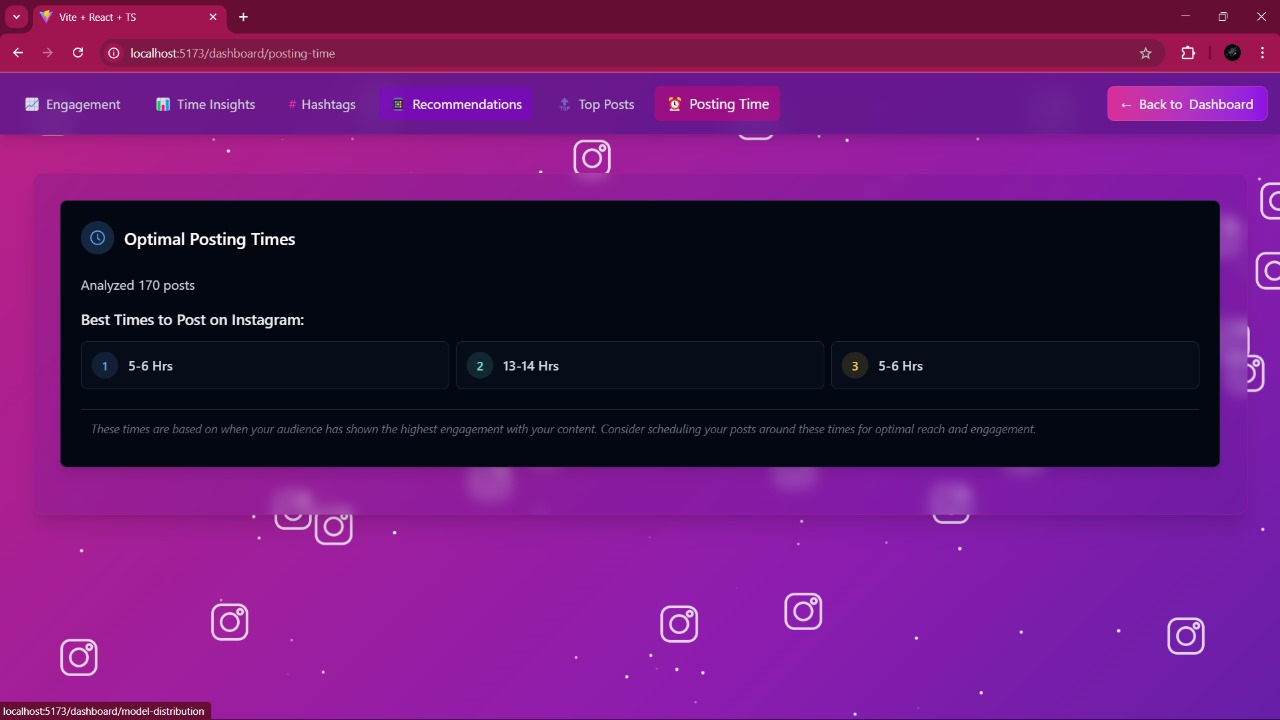 Vite + React + TS
localhost:5173/dashboard/posting-time
Engagement
Time Insights
# Hashtags
Recommendations
Top Posts
Posting Time
← Back to Dashboard
Optimal Posting Times
Analyzed 170 posts
Best Times to Post on Instagram:
1 5-6 Hrs
2 13-14 Hrs
3 5-6 Hrs
These times are based on when your audience has shown the highest engagement with your content. Consider scheduling your posts around these times for optimal reach and engagement.
localhost:5173/dashboard/model-distribution